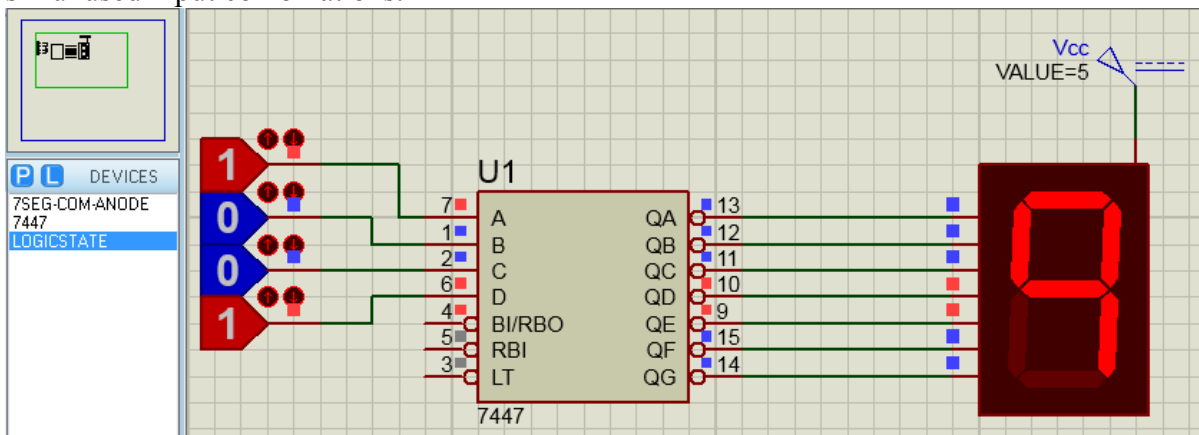 P L DEVICES
7SEG-COM-ANODE
7447
LOGICSTATE
Vcc
VALUE=5
1
0
0
1
U1
7 A QA 13
1 B QB 12
2 C QC 11
6 D QD 10
4 BI/RBO QE 9
5 RBI QF 15
3 LT QG 14
7447
9